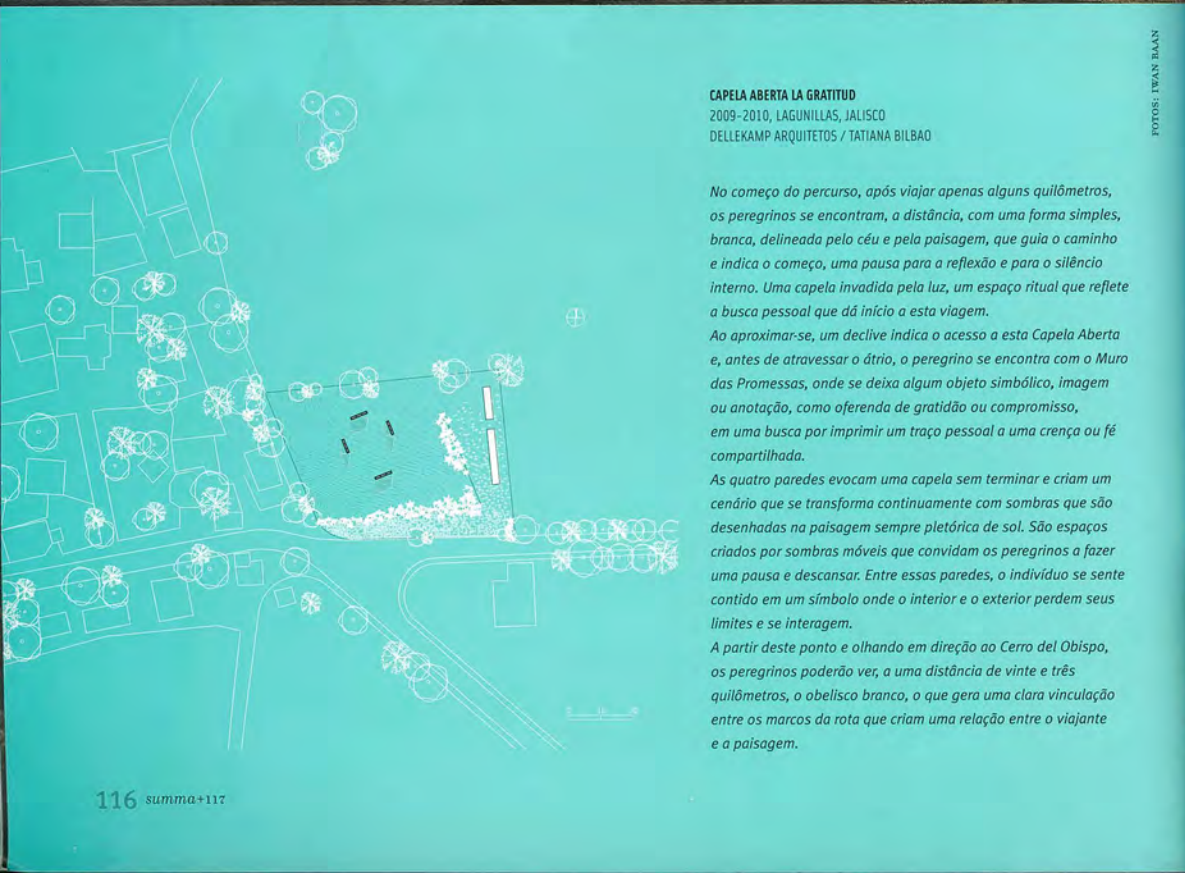 CAPELA ABERTA LA GRATITUD
2009-2010, LAGUNILLAS, JALISCO
DELLEKAMP ARQUITETOS / TATIANA BILBAO
FOTOS: IWAN BAAN
No começo do percurso, após viajar apenas alguns quilômetros,
os peregrinos se encontram, a distância, com uma forma simples,
branca, delineada pelo céu e pela paisagem, que guia o caminho
e indica o começo, uma pausa para a reflexão e para o silêncio
interno. Uma capela invadida pela luz, um espaço ritual que reflete
a busca pessoal que dá início a esta viagem.
Ao aproximar-se, um declive indica o acesso a esta Capela Aberta
e, antes de atravessar o átrio, o peregrino se encontra com o Muro
das Promessas, onde se deixa algum objeto simbólico, imagem
ou anotação, como oferenda de gratidão ou compromisso,
em uma busca por imprimir um traço pessoal a uma crença ou fé
compartilhada.
As quatro paredes evocam uma capela sem terminar e criam um
cenário que se transforma continuamente com sombras que são
desenhadas na paisagem sempre pletórica de sol. São espaços
criados por sombras móveis que convidam os peregrinos a fazer
uma pausa e descansar. Entre essas paredes, o indivíduo se sente
contido em um símbolo onde o interior e o exterior perdem seus
limites e se interagem.
A partir deste ponto e olhando em direção ao Cerro del Obispo,
os peregrinos poderão ver, a uma distância de vinte e três
quilômetros, o obelisco branco, o que gera uma clara vinculação
entre os marcos da rota que criam uma relação entre o viajante
e a paisagem.
116 summa+117